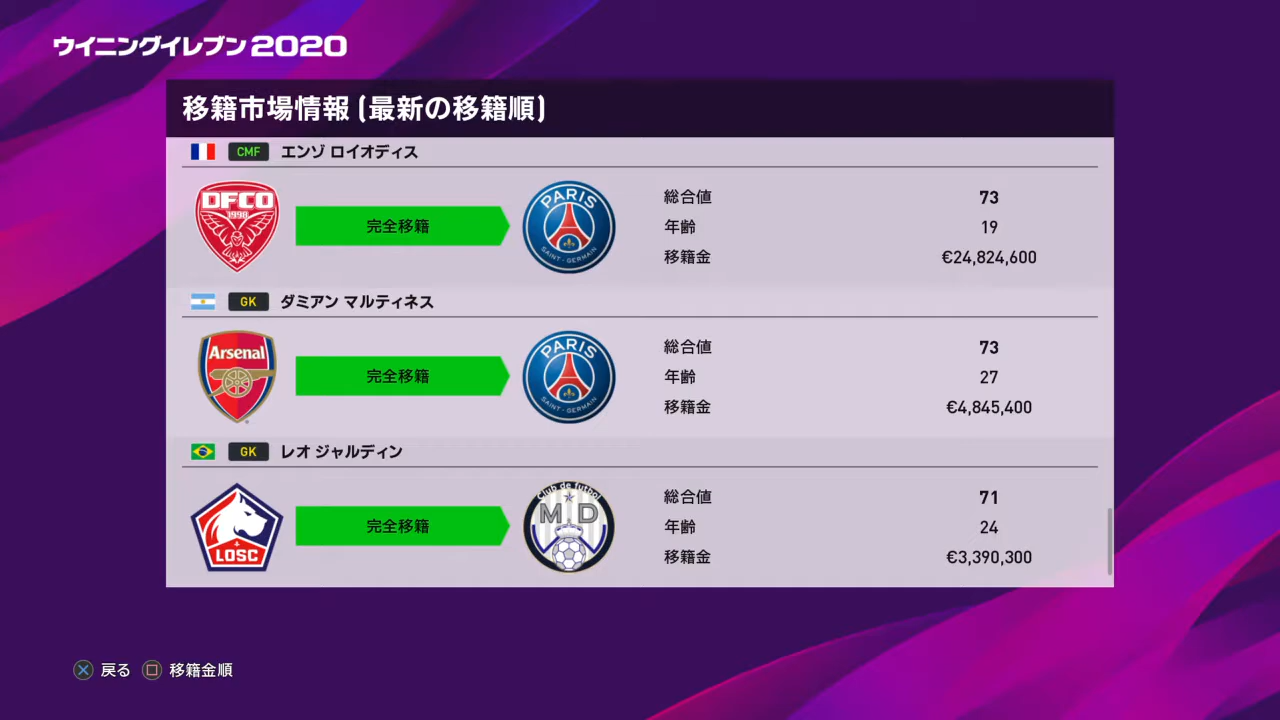 ウイニングイレブン2020
移籍市場情報 (最新の移籍順)
CMF エンゾ ロイオディス
DFCO
1998
完全移籍
PARIS
SAINT-GERMAIN
総合値 73
年齢 19
移籍金 €24,824,600
GK ダミアン マルティネス
Arsenal
完全移籍
PARIS
SAINT-GERMAIN
総合値 73
年齢 27
移籍金 €4,845,400
GK レオ ジャルディン
LOSC
完全移籍
Club de futbol
M D
総合値 71
年齢 24
移籍金 €3,390,300
戻る 移籍金順